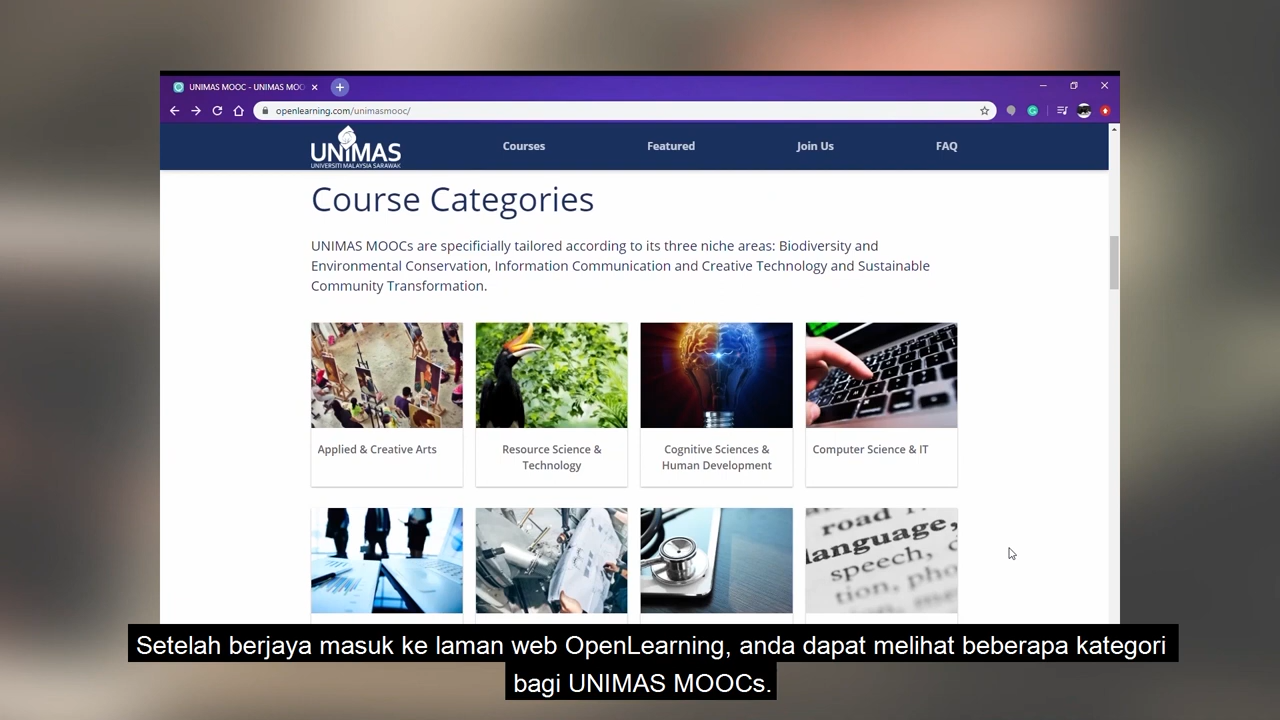 UNIMAS MOOC - UNIMAS MOO
openlearning.com/unimasmooc/
UNIMAS
UNIVERSITI MALAYSIA SARAWAK
Courses
Featured
Join Us
FAQ
Course Categories
UNIMAS MOOCs are specificially tailored according to its three niche areas: Biodiversity and
Environmental Conservation, Information Communication and Creative Technology and Sustainable
Community Transformation.
Applied & Creative Arts
Resource Science &
Technology
Cognitive Sciences &
Human Development
Computer Science & IT
road
language,
speech,
tion, pho
Setelah berjaya masuk ke laman web OpenLearning, anda dapat melihat beberapa kategori
bagi UNIMAS MOOCs.